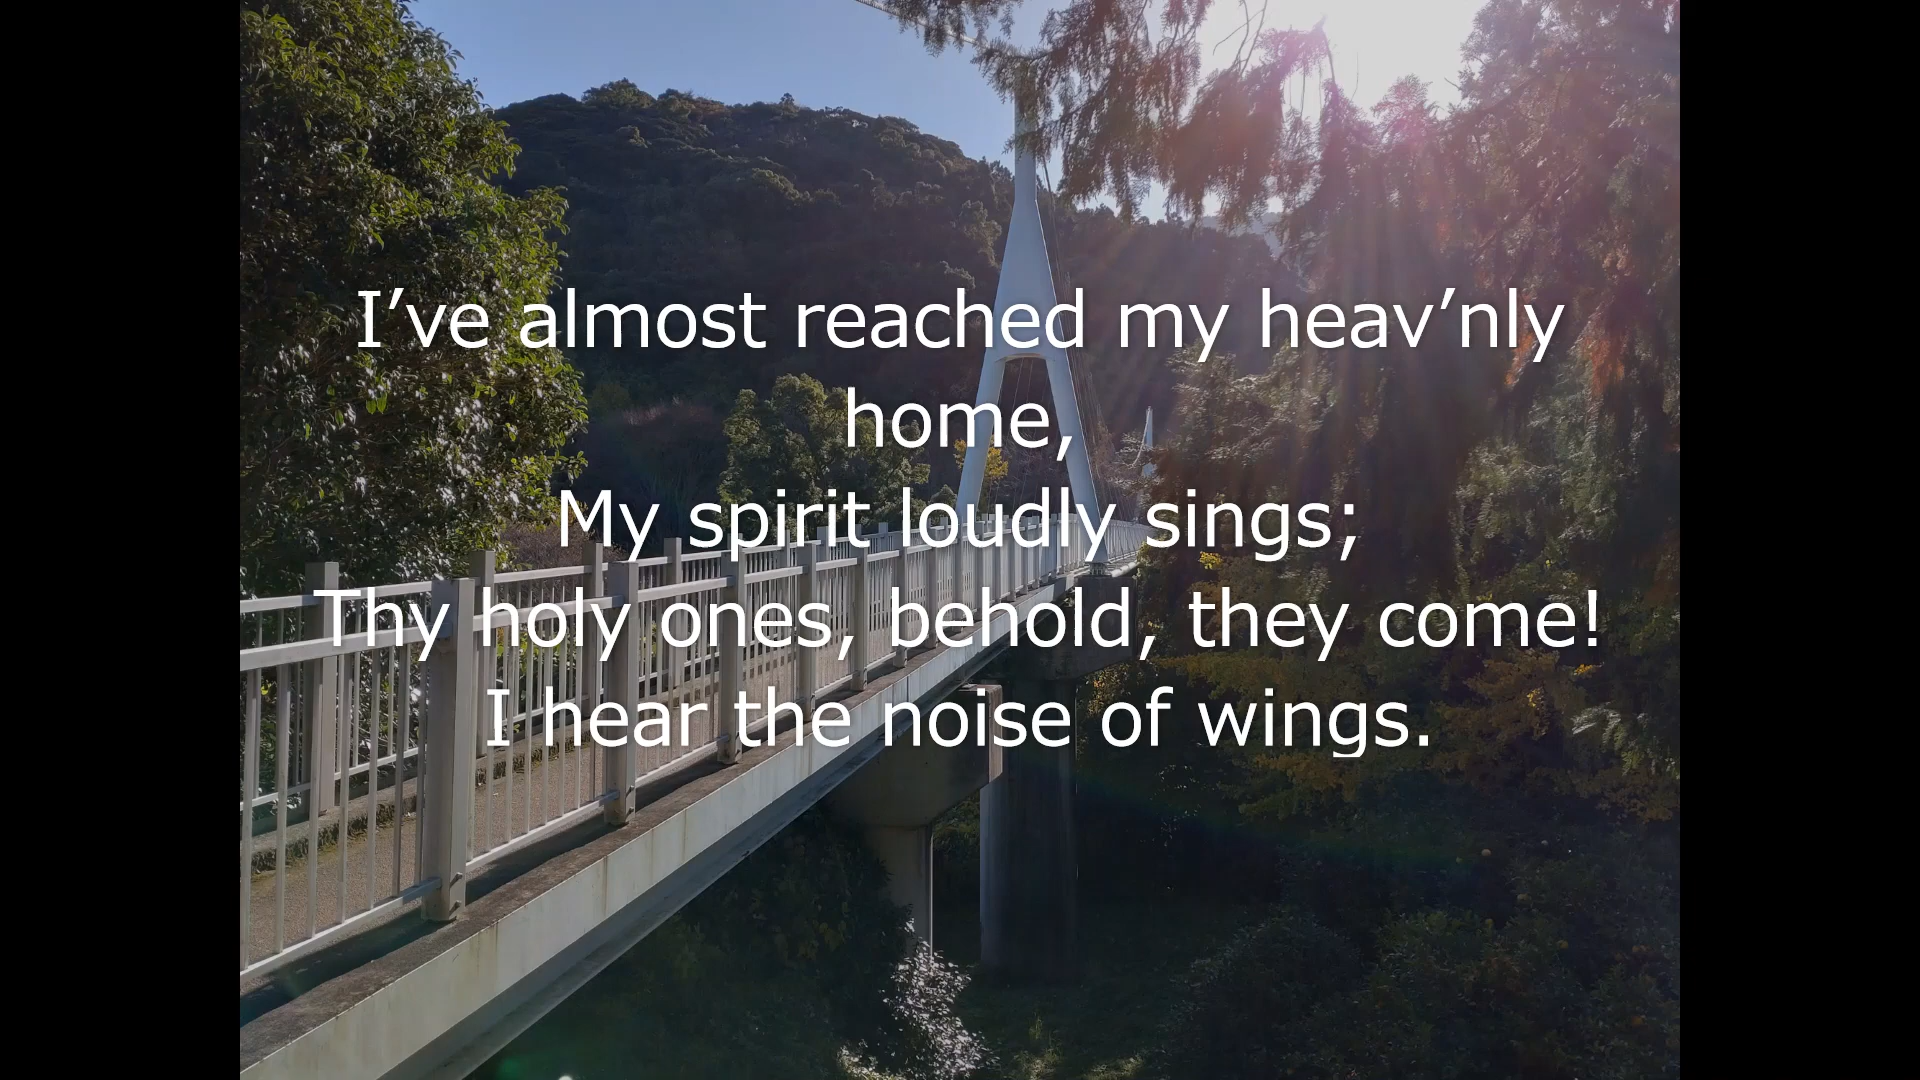 I’ve almost reached my heav’nly
home,
My spirit loudly sings;
Thy holy ones, behold, they come!
I hear the noise of wings.